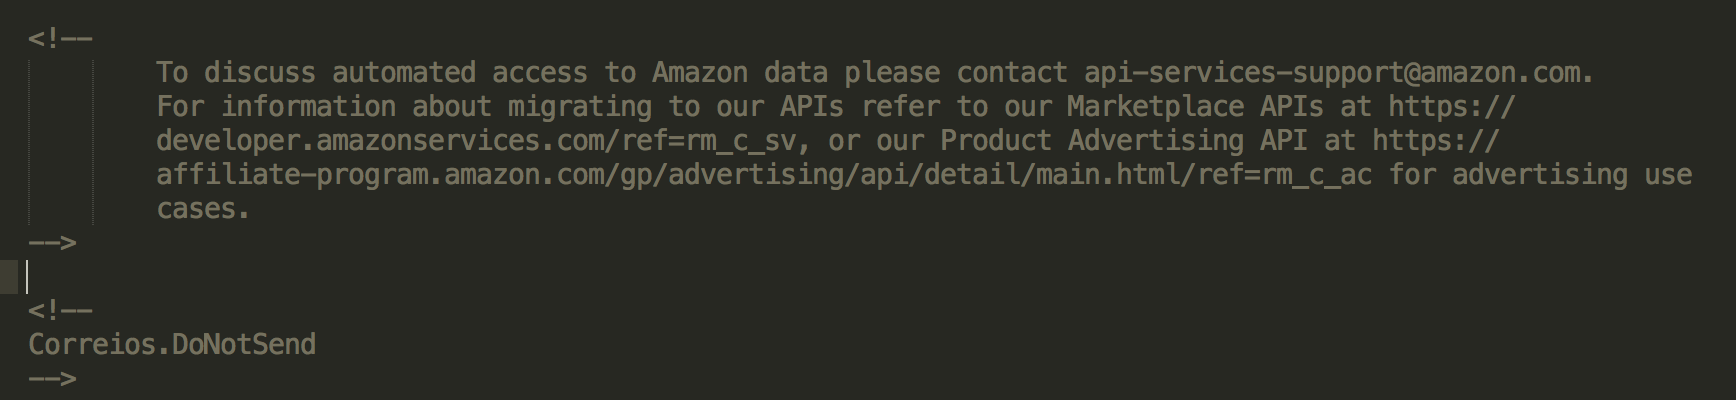 <!--
To discuss automated access to Amazon data please contact api-services-support@amazon.com.
For information about migrating to our APIs refer to our Marketplace APIs at https://
developer.amazonservices.com/ref=rm_c_sv, or our Product Advertising API at https://
affiliate-program.amazon.com/gp/advertising/api/detail/main.html/ref=rm_c_ac for advertising use
cases.
-->
<!--
Correios.DoNotSend
-->